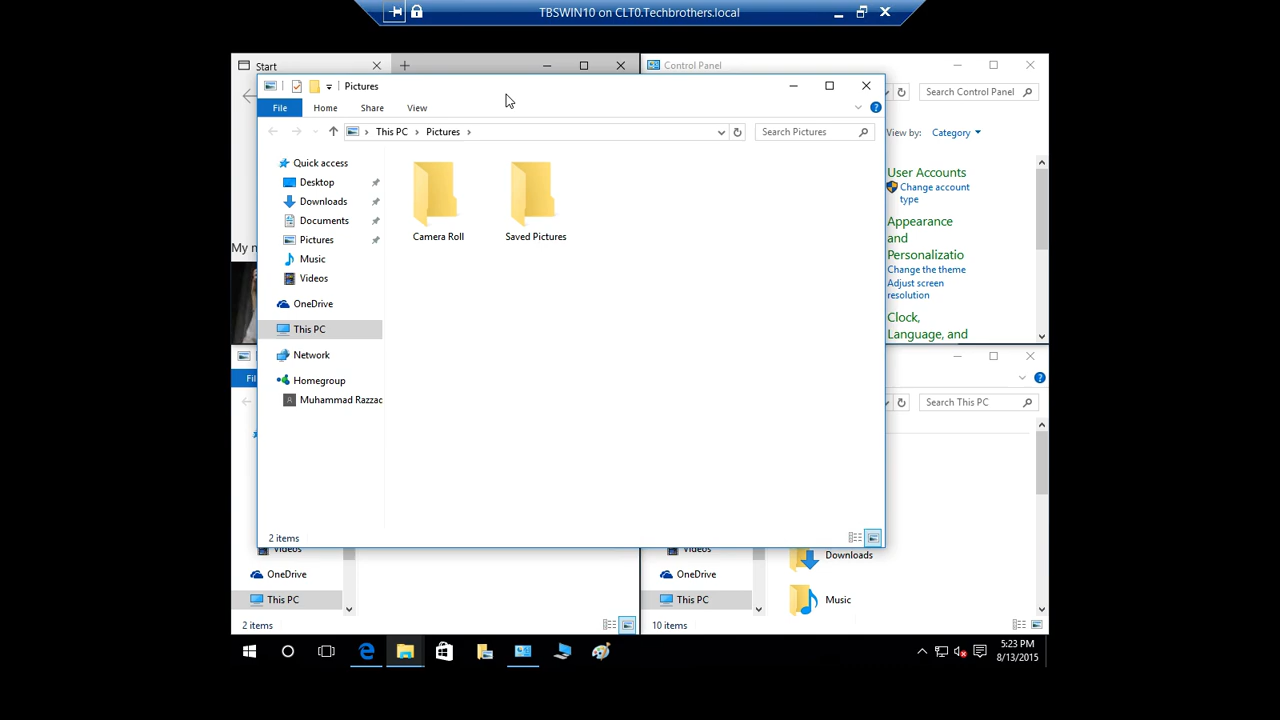 TBSWIN10 on CLT0.Techbrothers.local
Start
Control Panel
Pictures
File
Home
Share
View
Search Control Panel
This PC
Pictures
Search Pictures
View by:
Category
Quick access
Desktop
Downloads
Documents
Pictures
Music
Videos
OneDrive
This PC
Network
Homegroup
Muhammad Razzac
Camera Roll
Saved Pictures
User Accounts
Change account
type
Appearance
and
Personalizatio
Change the theme
Adjust screen
resolution
Clock,
Language, and
My n
Fil
Search This PC
2 items
Videos
OneDrive
This PC
2 items
Videos
OneDrive
This PC
10 items
Downloads
Music
5:23 PM
8/13/2015